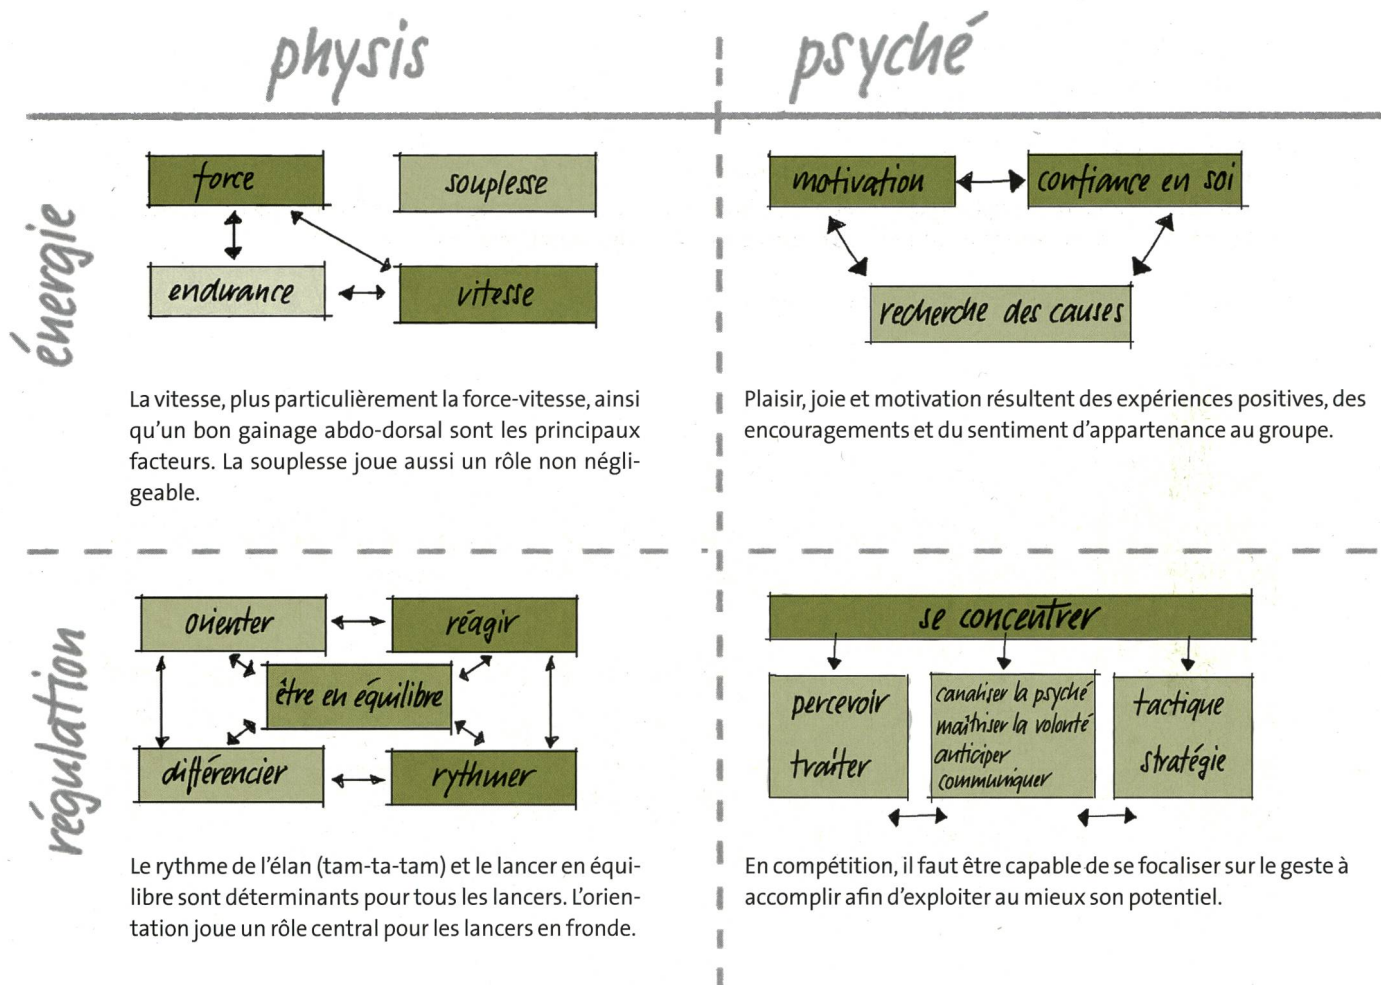 physis
psyché
énergie
force
souplesse
endurance
vitesse
La vitesse, plus particulièrement la force-vitesse, ainsi
qu'un bon gainage abdo-dorsal sont les principaux
facteurs. La souplesse joue aussi un rôle non négli-
geable.
motivation
confiance en soi
recherche des causes
Plaisir, joie et motivation résultent des expériences positives, des
encouragements et du sentiment d'appartenance au groupe.
régulation
orienter
réagir
être en équilibre
différencier
rythmer
Le rythme de l'élan (tam-ta-tam) et le lancer en équi-
libre sont déterminants pour tous les lancers. L'orien-
tation joue un rôle central pour les lancers en fronde.
se concentrer
percevoir
traiter
canaliser la psyché
maîtriser la volonté
anticiper
communiquer
tactique
stratégie
En compétition, il faut être capable de se focaliser sur le geste à
accomplir afin d'exploiter au mieux son potentiel.